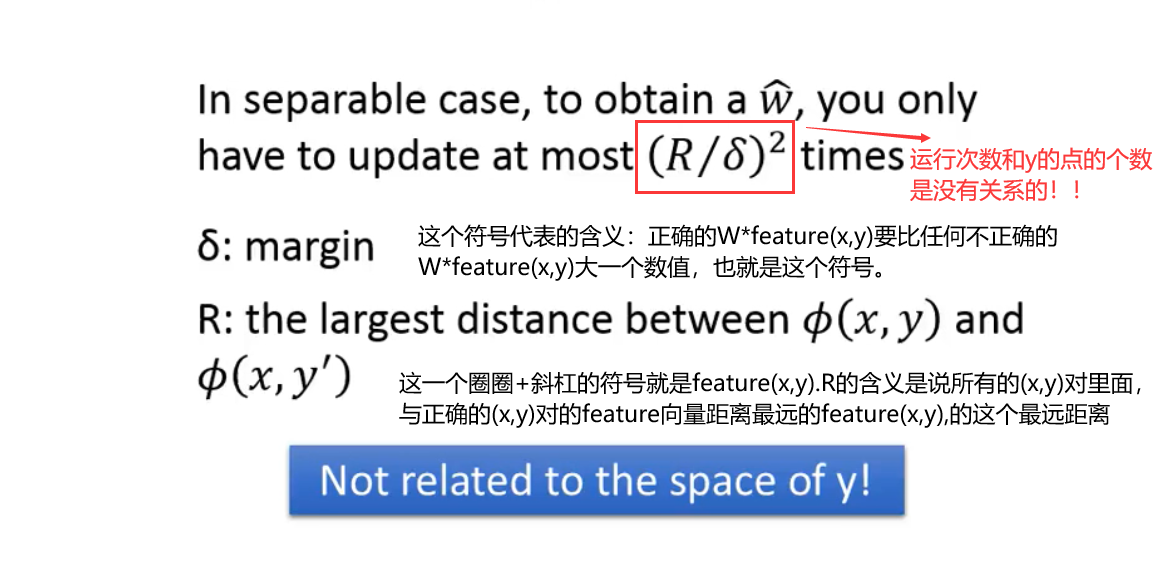 In separable case, to obtain a ŵ, you only
have to update at most (R/δ)² times
运行次数和y的点的个数
是没有关系的！！
δ: margin
这个符号代表的含义：正确的W*feature(x,y)要比任何不正确的
W*feature(x,y)大一个数值，也就是这个符号。
R: the largest distance between ϕ(x, y) and
ϕ(x, y′)
这一个圈圈+斜杠的符号就是feature(x,y).R的含义是说所有的(x,y)对里面，
与正确的(x,y)对的feature向量距离最远的feature(x,y),的这个最远距离
Not related to the space of y!